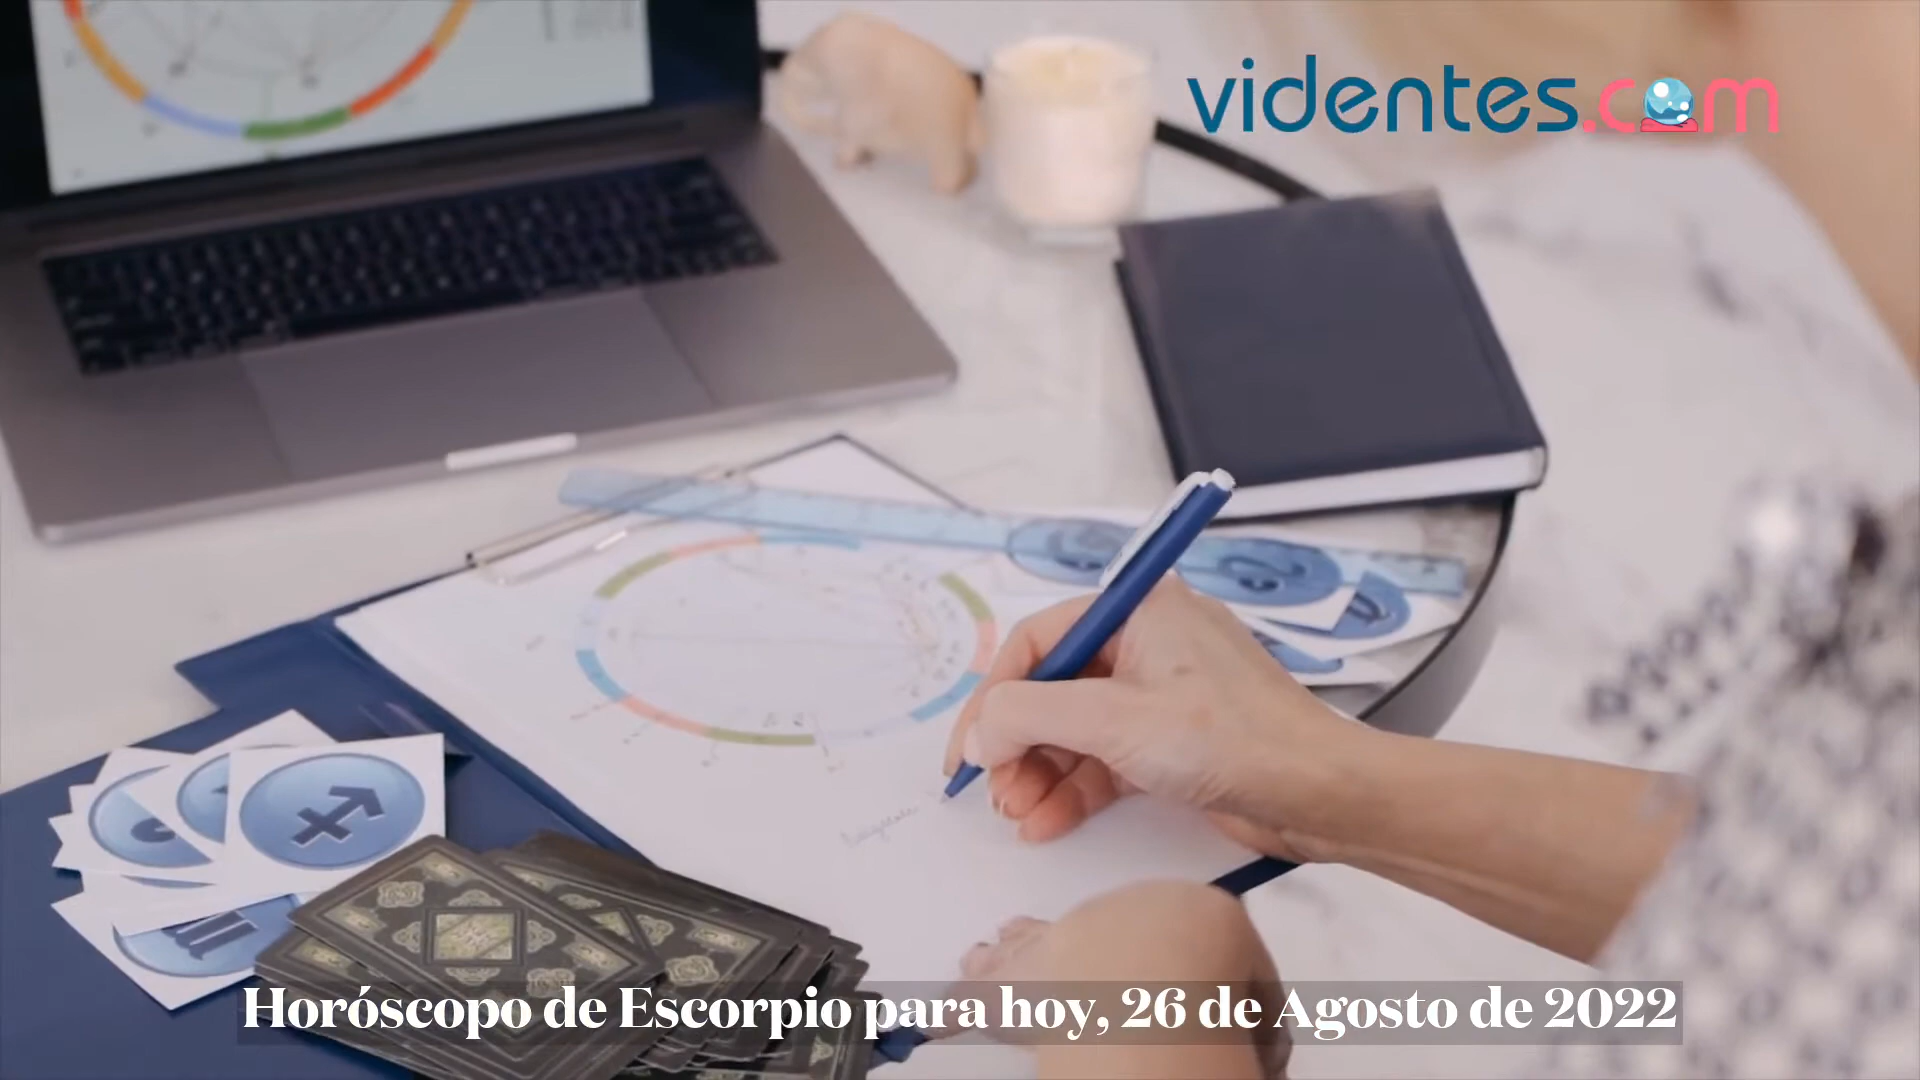 videntes.com
Horóscopo de Escorpio para hoy, 26 de Agosto de 2022